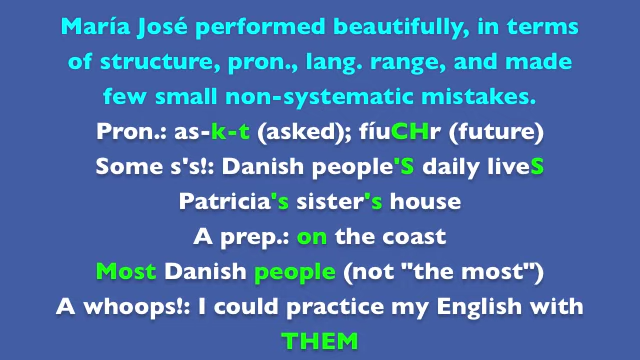 María José performed beautifully, in terms
of structure, pron., lang. range, and made
few small non-systematic mistakes.
Pron.: as-k-t (asked); fíuCHr (future)
Some s's!: Danish people'S daily liveS
Patricia's sister's house
A prep.: on the coast
Most Danish people (not "the most")
A whoops!: I could practice my English with
THEM